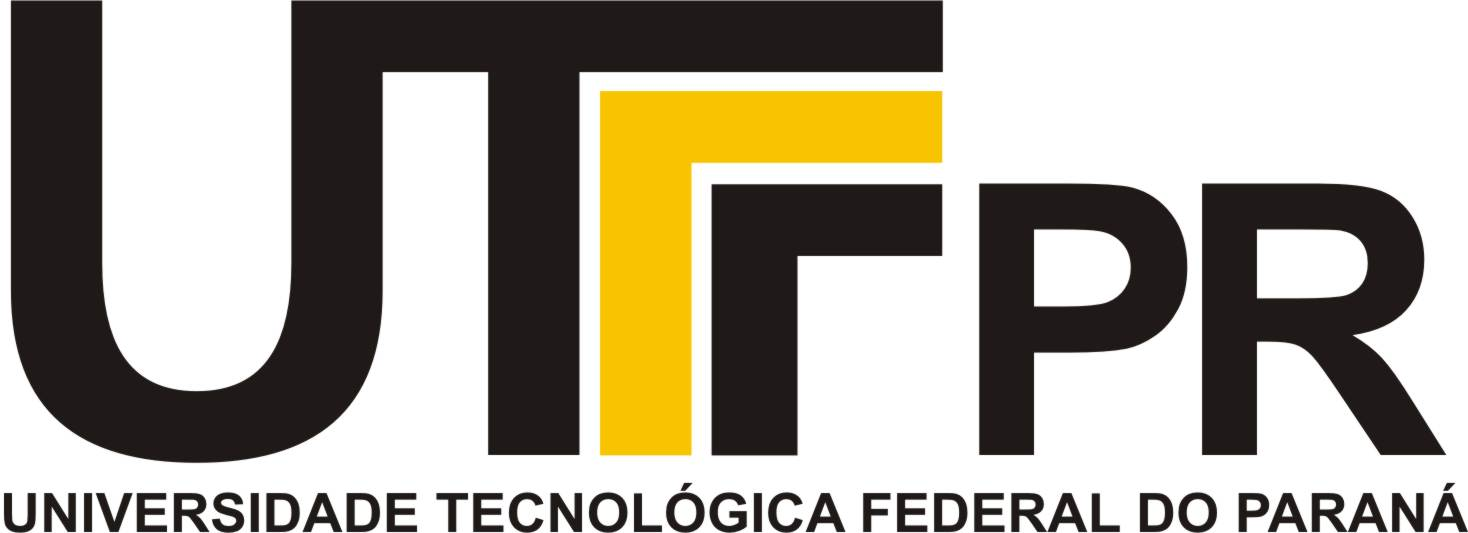 UTFPR
UNIVERSIDADE TECNOLÓGICA FEDERAL DO PARANÁ